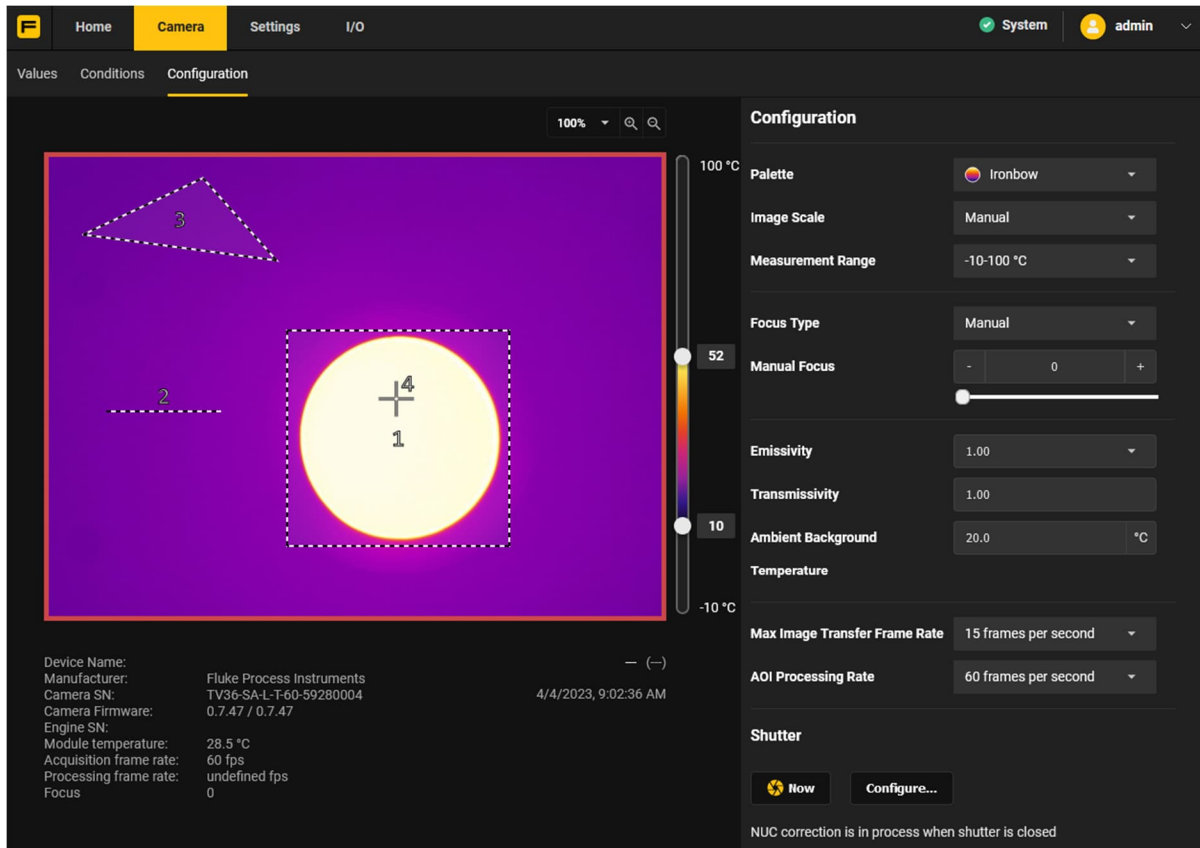 F Home Camera Settings I/O System admin
Values Conditions Configuration
100%
3
2
4
1
100 °C
52
10
-10 °C
Device Name:
Manufacturer: Fluke Process Instruments
Camera SN: TV36-SA-L-T-60-59280004
Camera Firmware: 0.7.47 / 0.7.47
Engine SN:
Module temperature: 28.5 °C
Acquisition frame rate: 60 fps
Processing frame rate: undefined fps
Focus 0
— (--)
4/4/2023, 9:02:36 AM
Configuration
Palette Ironbow
Image Scale Manual
Measurement Range -10-100 °C
Focus Type Manual
Manual Focus - 0 +
Emissivity 1.00
Transmissivity 1.00
Ambient Background 20.0 °C
Temperature
Max Image Transfer Frame Rate 15 frames per second
AOI Processing Rate 60 frames per second
Shutter
Now Configure...
NUC correction is in process when shutter is closed